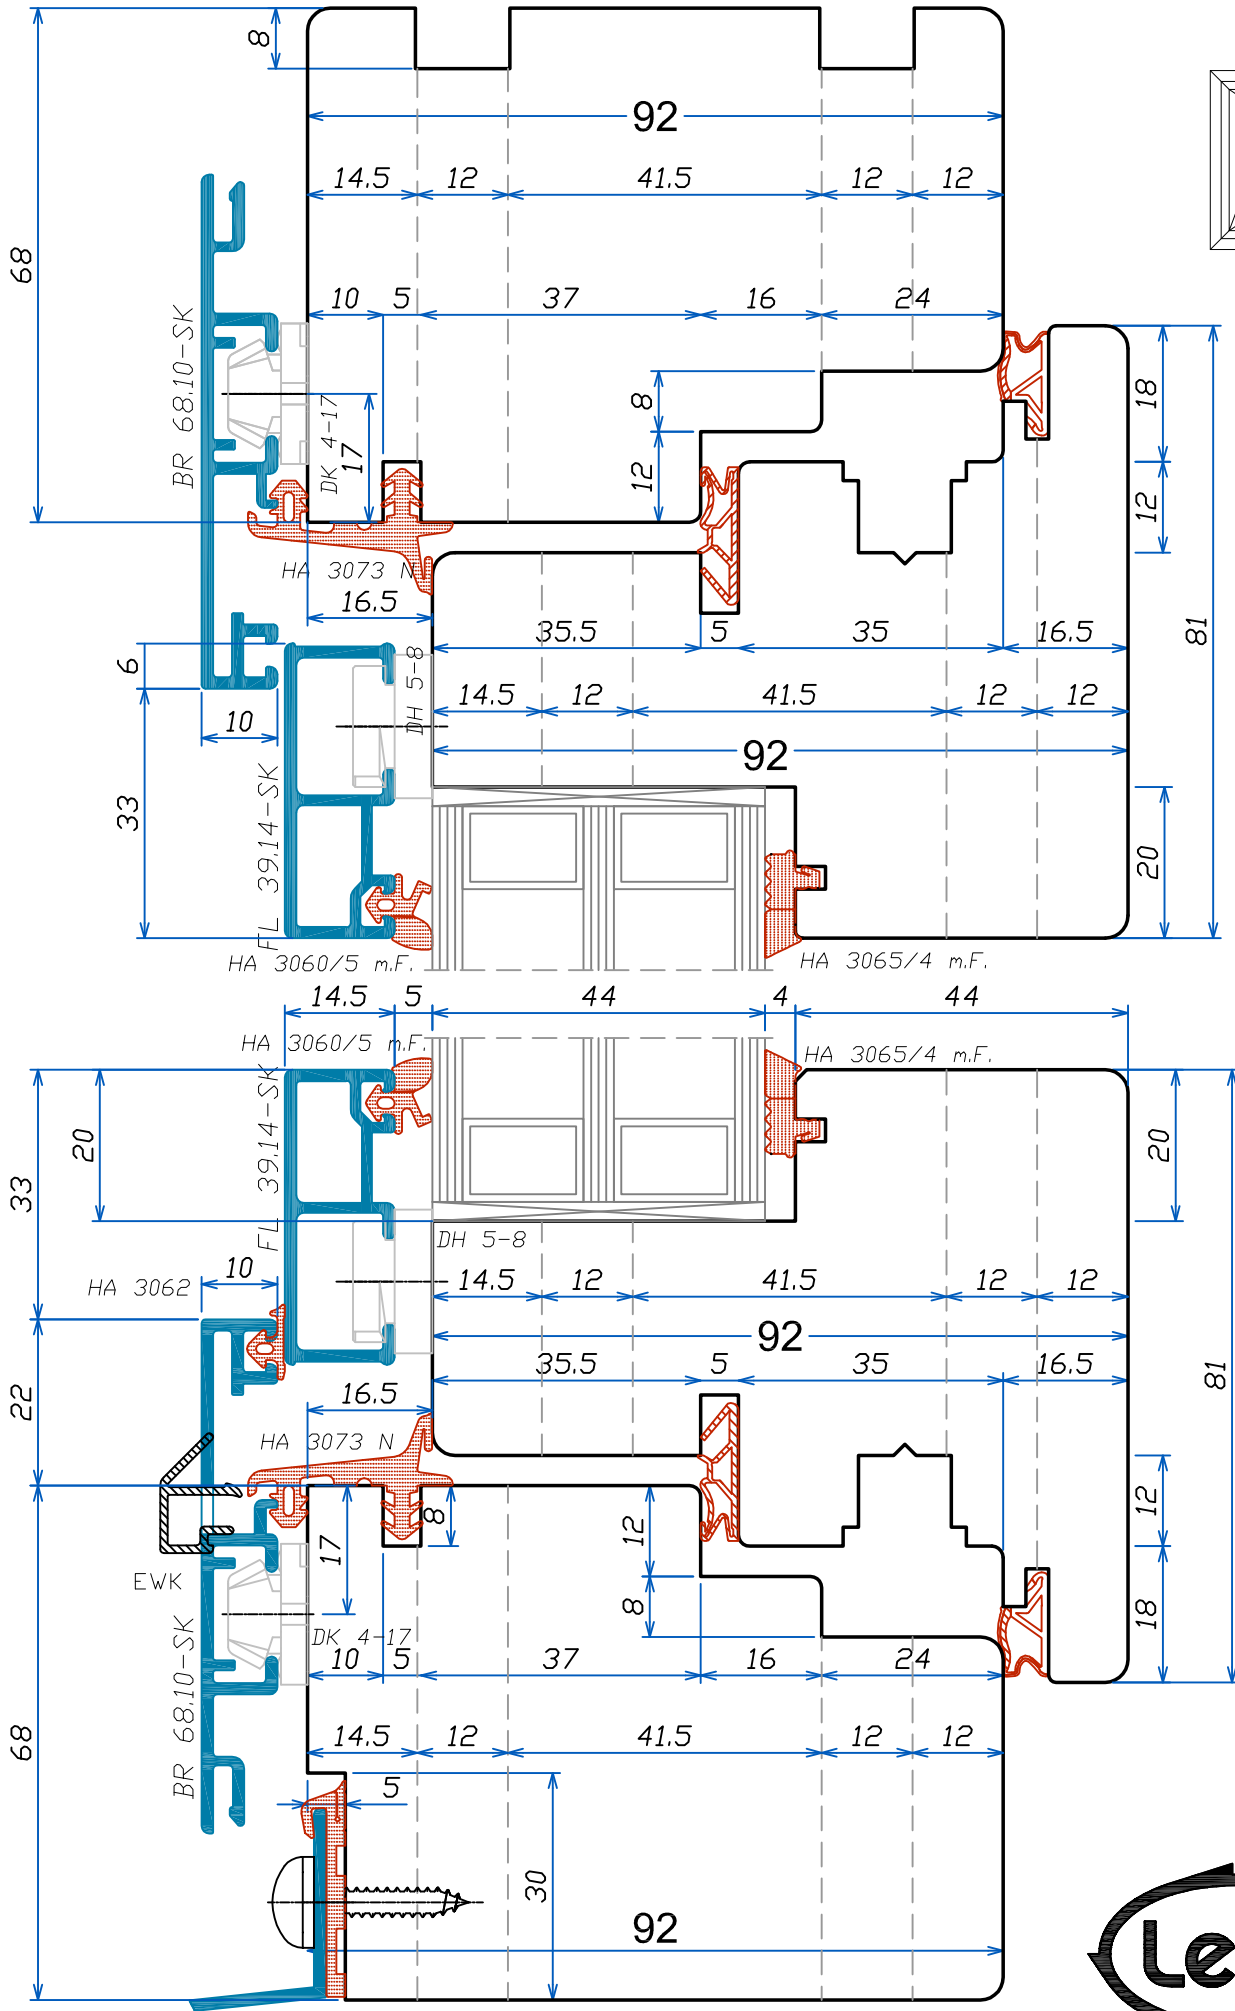 8
92
14.5 12 41.5 12 12
68
10 5 37 16 24
BR 68.10-SK
DK 4-17
17
8
12
18
12
HA 3073 N
16.5
35.5 5 35 16.5
81
6
DH 5-8
14.5 12 41.5 12 12
10
92
33
FL 39.14-SK
20
HA 3060/5 m.F.
HA 3065/4 m.F.
14.5 5 44 4 44
HA 3060/5 m.F.
HA 3065/4 m.F.
FL 39.14-SK
20
20
33
DH 5-8
HA 3062
10
14.5 12 41.5 12 12
92
35.5 5 35 16.5
81
22
16.5
HA 3073 N
8
12
12
17
EWK
8
18
DK 4-17
BR 68.10-SK
10 5 37 16 24
68
14.5 12 41.5 12 12
5
30
92
Le